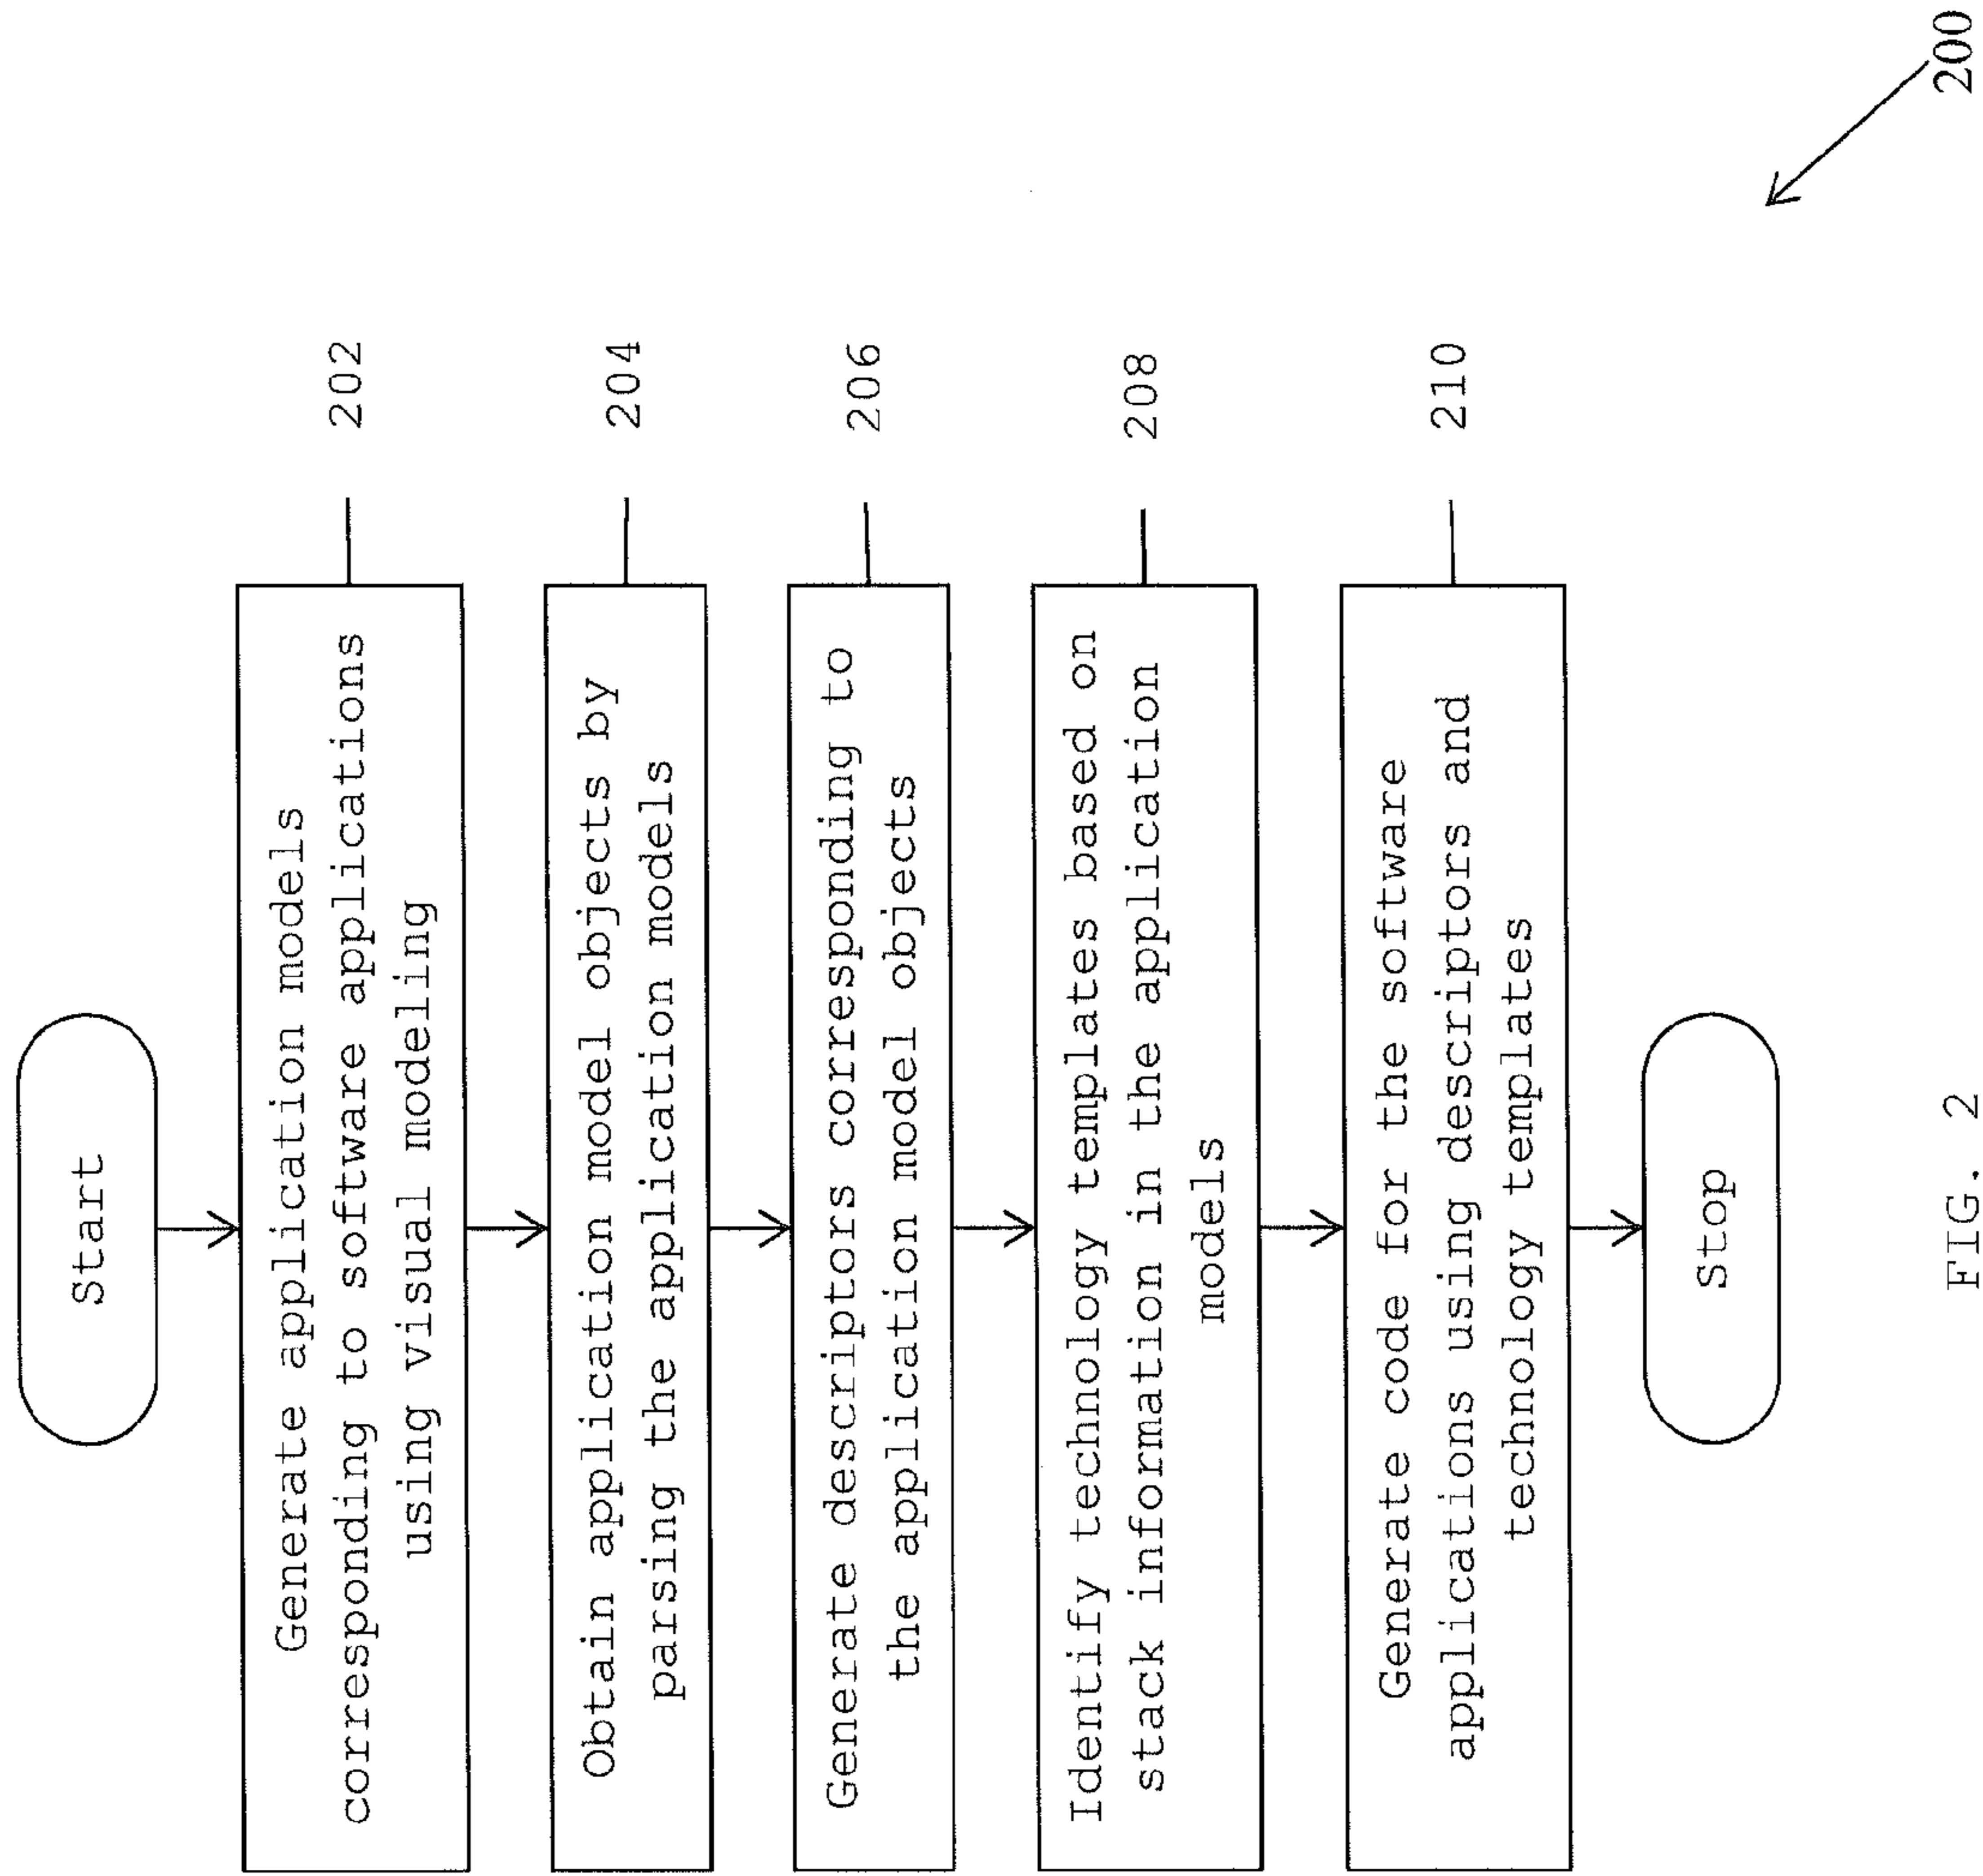 Start
Generate application models
corresponding to software applications
using visual modeling
202
Obtain application model objects by
parsing the application models
204
Generate descriptors corresponding to
the application model objects
206
Identify technology templates based on
stack information in the application
models
208
Generate code for the software
applications using descriptors and
technology templates
210
Stop
200
FIG. 2